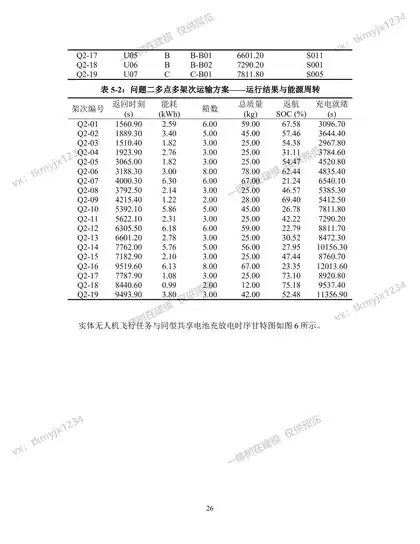 Q2-17 U05 B B-B01 6601.20 S011
Q2-18 U06 B B-B02 7290.20 S001
Q2-19 U07 C C-B01 7811.80 S005
表 5-2：问题二多点多架次运输方案——运行结果与能源周转
架次编号 返回时刻(s) 能耗(kWh) 箱数 总质量(kg) 返航SOC (%) 充电就绪(s)
Q2-01 1560.90 2.59 6.00 59.00 67.58 3096.70
Q2-02 1889.30 3.40 5.00 45.00 57.46 3644.40
Q2-03 1510.40 1.82 3.00 25.00 54.38 2967.80
Q2-04 1923.90 2.76 3.00 25.00 31.11 3784.60
Q2-05 3065.00 1.82 3.00 25.00 54.47 4520.80
Q2-06 3188.30 3.00 8.00 78.00 62.44 4835.40
Q2-07 4000.30 6.30 6.00 67.00 21.24 6540.10
Q2-08 3792.50 2.14 3.00 25.00 46.57 5385.30
Q2-09 4215.40 1.22 2.00 28.00 69.40 5412.50
Q2-10 5392.10 5.86 5.00 45.00 26.78 7811.80
Q2-11 5622.10 2.31 3.00 25.00 42.22 7290.20
Q2-12 6305.50 6.18 6.00 59.00 22.79 8811.70
Q2-13 6601.20 2.78 3.00 25.00 30.52 8472.30
Q2-14 7762.00 5.76 5.00 56.00 27.95 10156.30
Q2-15 7182.90 2.10 3.00 25.00 47.44 8760.70
Q2-16 9519.60 6.13 8.00 67.00 23.35 12013.60
Q2-17 7787.90 1.08 3.00 25.00 73.10 8920.80
Q2-18 8440.60 0.99 2.00 12.00 75.18 9537.40
Q2-19 9493.90 3.80 3.00 42.00 52.48 11356.90
实体无人机飞行任务与同型共享电池充放电时序甘特图如图 6 所示。
26
vx：tkmyjx1234
一棵树在建模 仅供预览